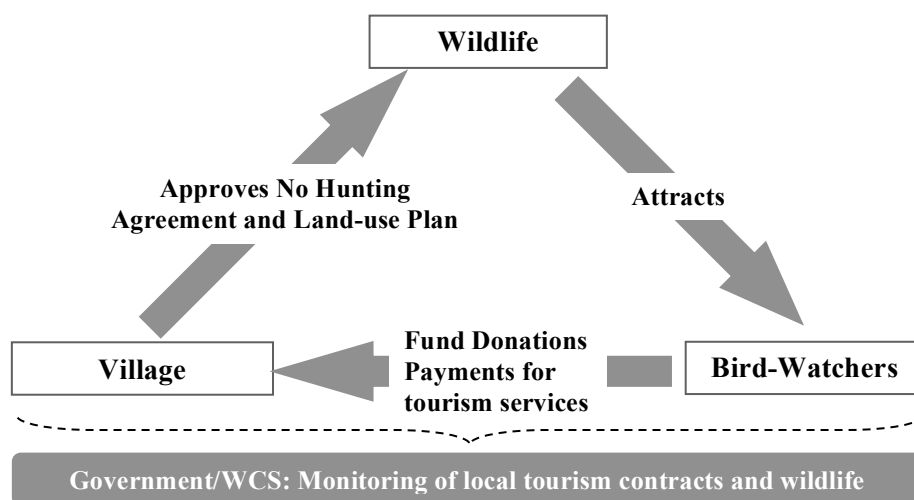 Wildlife
Approves No Hunting
Agreement and Land-use Plan
Attracts
Village
Fund Donations
Payments for
tourism services
Bird-Watchers
Government/WCS: Monitoring of local tourism contracts and wildlife